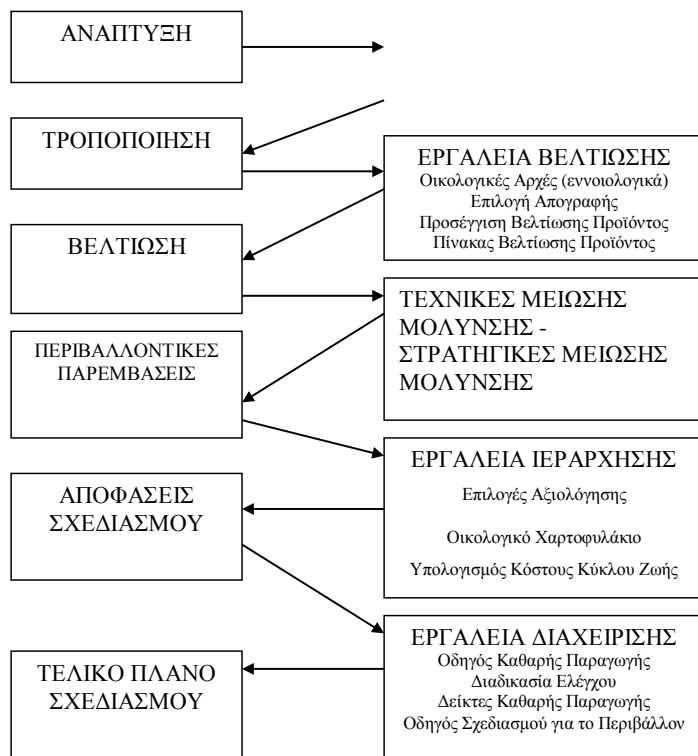 ΑΝΑΠΤΥΞΗ
ΤΡΟΠΟΠΟΙΗΣΗ
ΕΡΓΑΛΕΙΑ ΒΕΛΤΙΩΣΗΣ
Οικολογικές Αρχές (εννοιολογικά)
Επιλογή Απογραφής
Προσέγγιση Βελτίωσης Προϊόντος
Πίνακας Βελτίωσης Προϊόντος
ΒΕΛΤΙΩΣΗ
ΤΕΧΝΙΚΕΣ ΜΕΙΩΣΗΣ
ΜΟΛΥΝΣΗΣ -
ΣΤΡΑΤΗΓΙΚΕΣ ΜΕΙΩΣΗΣ
ΜΟΛΥΝΣΗΣ
ΠΕΡΙΒΑΛΛΟΝΤΙΚΕΣ
ΠΑΡΕΜΒΑΣΕΙΣ
ΕΡΓΑΛΕΙΑ ΙΕΡΑΡΧΗΣΗΣ
Επιλογές Αξιολόγησης
Οικολογικό Χαρτοφυλάκιο
Υπολογισμός Κόστους Κύκλου Ζωής
ΑΠΟΦΑΣΕΙΣ
ΣΧΕΔΙΑΣΜΟΥ
ΕΡΓΑΛΕΙΑ ΔΙΑΧΕΙΡΙΣΗΣ
Οδηγός Καθαρής Παραγωγής
Διαδικασία Ελέγχου
Δείκτες Καθαρής Παραγωγής
Οδηγός Σχεδιασμού για το Περιβάλλον
ΤΕΛΙΚΟ ΠΛΑΝΟ
ΣΧΕΔΙΑΣΜΟΥ